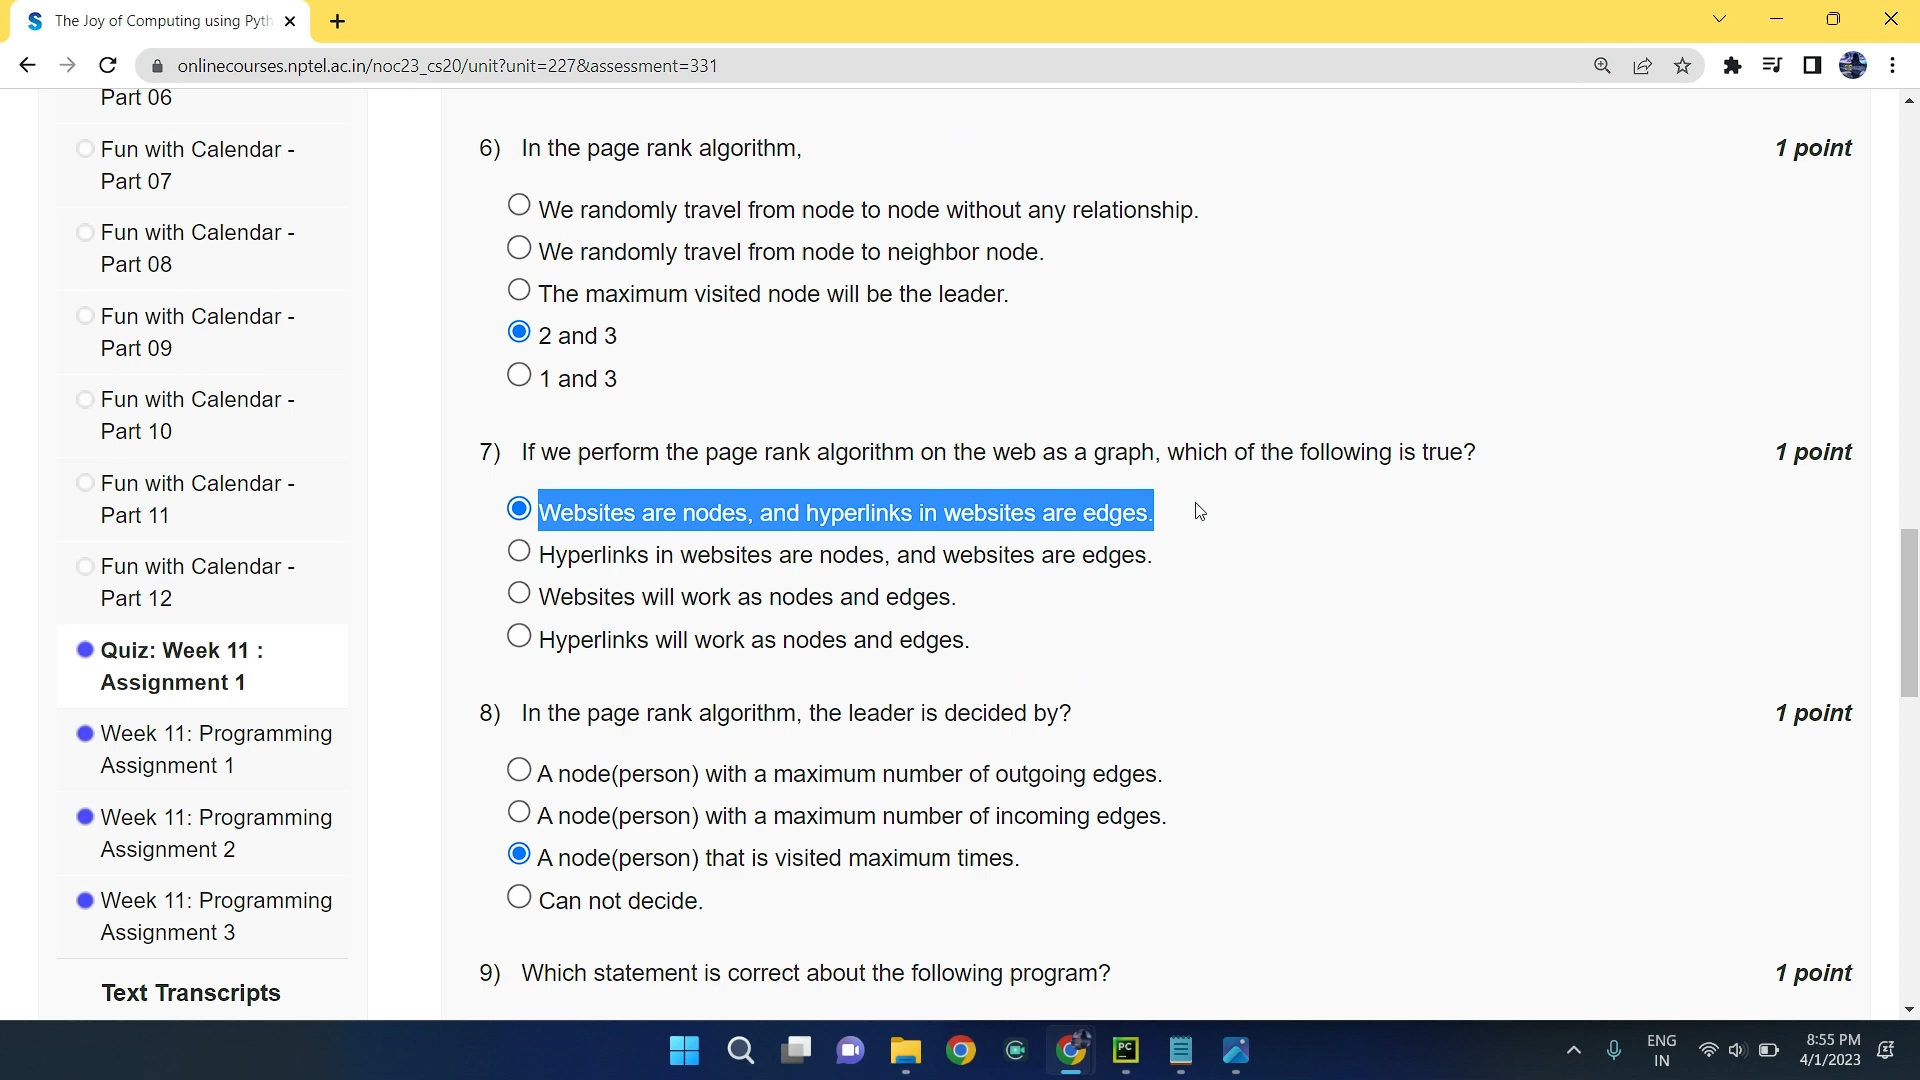 The Joy of Computing using Pyth
onlinecourses.nptel.ac.in/noc23_cs20/unit?unit=227&assessment=331
Part 06
Fun with Calendar -
Part 07
Fun with Calendar -
Part 08
Fun with Calendar -
Part 09
Fun with Calendar -
Part 10
Fun with Calendar -
Part 11
Fun with Calendar -
Part 12
Quiz: Week 11 :
Assignment 1
Week 11: Programming
Assignment 1
Week 11: Programming
Assignment 2
Week 11: Programming
Assignment 3
Text Transcripts
6) In the page rank algorithm, 1 point
We randomly travel from node to node without any relationship.
We randomly travel from node to neighbor node.
The maximum visited node will be the leader.
2 and 3
1 and 3
7) If we perform the page rank algorithm on the web as a graph, which of the following is true? 1 point
Websites are nodes, and hyperlinks in websites are edges.
Hyperlinks in websites are nodes, and websites are edges.
Websites will work as nodes and edges.
Hyperlinks will work as nodes and edges.
8) In the page rank algorithm, the leader is decided by? 1 point
A node(person) with a maximum number of outgoing edges.
A node(person) with a maximum number of incoming edges.
A node(person) that is visited maximum times.
Can not decide.
9) Which statement is correct about the following program? 1 point
PC
ENG
IN
8:55 PM
4/1/2023